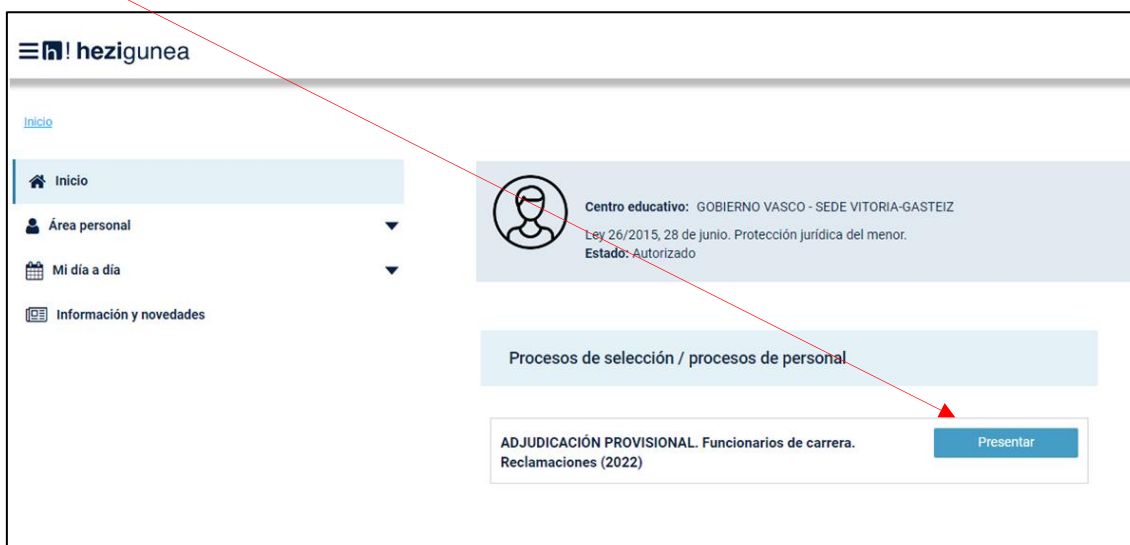 h! hezigunea
Inicio
Inicio
Área personal
Mi día a día
Información y novedades
Centro educativo: GOBIERNO VASCO - SEDE VITORIA-GASTEIZ
Ley 26/2015, 28 de junio. Protección jurídica del menor.
Estado: Autorizado
Procesos de selección / procesos de personal
ADJUDICACIÓN PROVISIONAL. Funcionarios de carrera.
Reclamaciones (2022)
Presentar